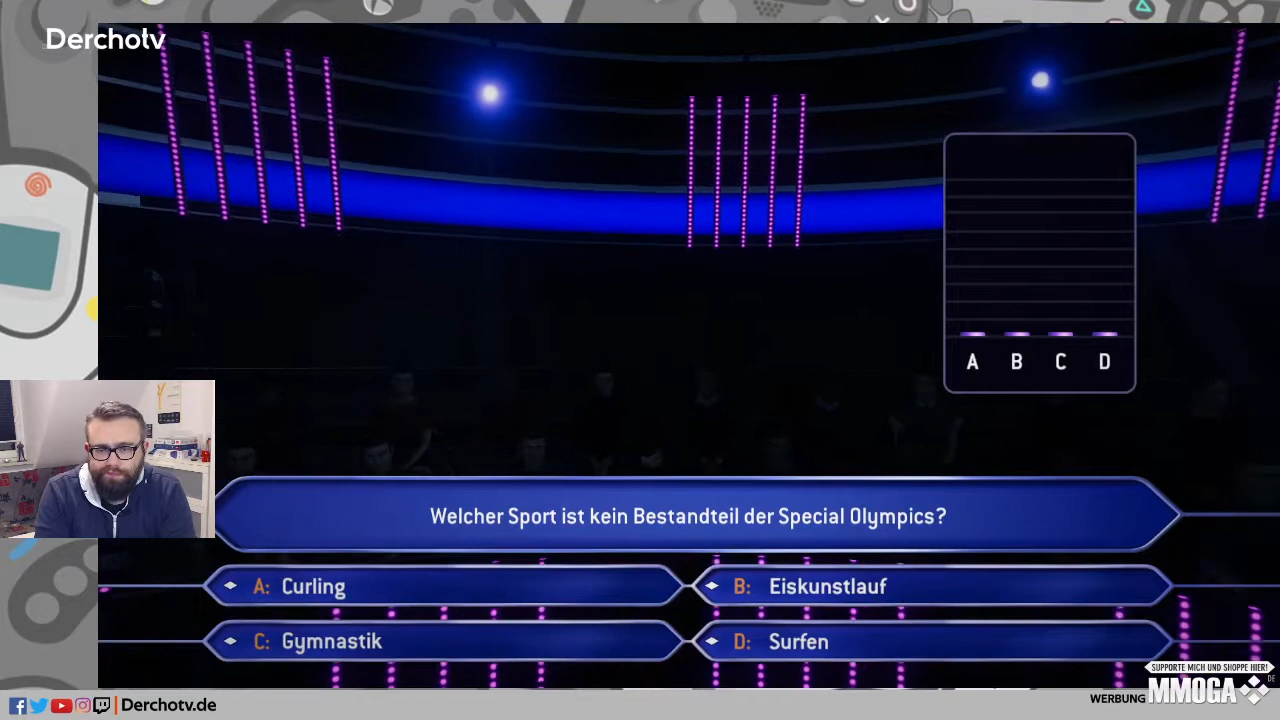 Derchotv
A B C D
Welcher Sport ist kein Bestandteil der Special Olympics?
A: Curling
B: Eiskunstlauf
C: Gymnastik
D: Surfen
SUPPORTE MICH UND SHOPPE HIER!
WERBUNG MMOGA DE
Derchotv.de